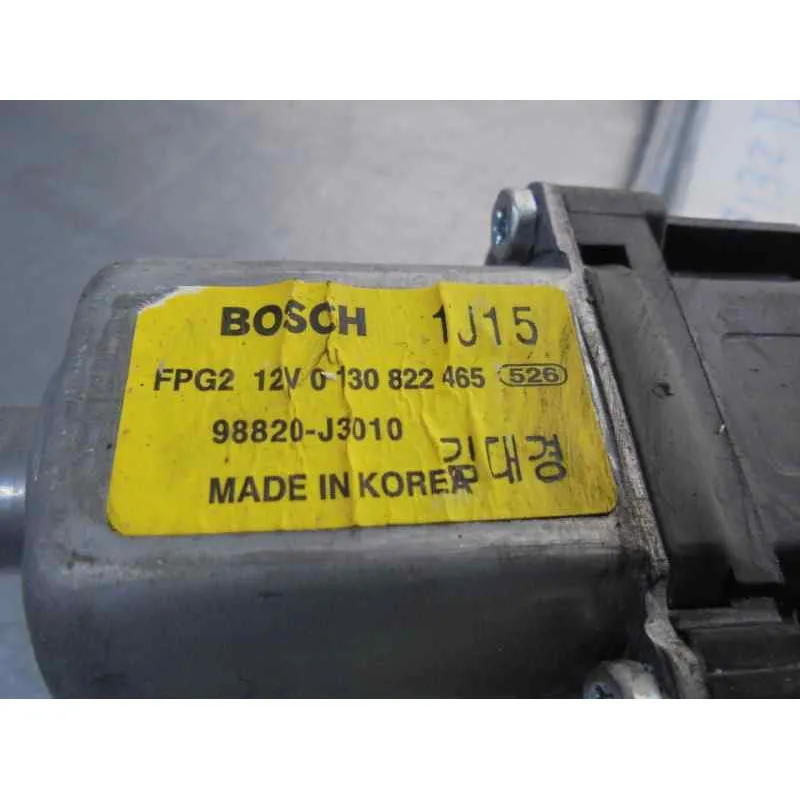 BOSCH 1J15
FPG2 12V 0 130 822 465 526
98820-J3010
MADE IN KOREA 김대경